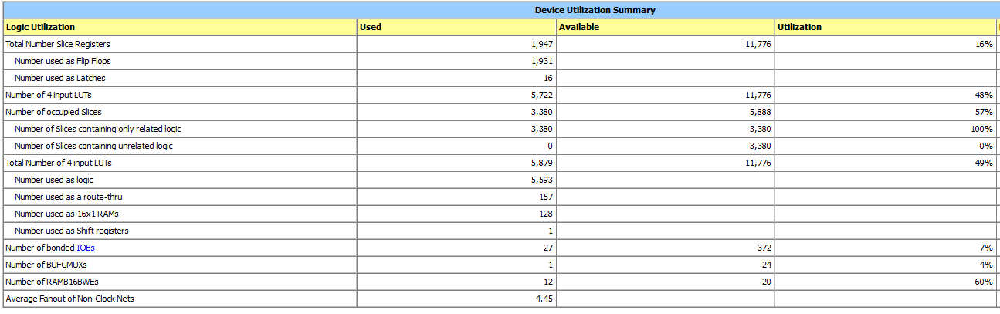 Device Utilization Summary
Logic Utilization Used Available Utilization
Total Number Slice Registers 1,947 11,776 16%
Number used as Flip Flops 1,931
Number used as Latches 16
Number of 4 input LUTs 5,722 11,776 48%
Number of occupied Slices 3,380 5,888 57%
Number of Slices containing only related logic 3,380 3,380 100%
Number of Slices containing unrelated logic 0 3,380 0%
Total Number of 4 input LUTs 5,879 11,776 49%
Number used as logic 5,593
Number used as a route-thru 157
Number used as 16x1 RAMs 128
Number used as Shift registers 1
Number of bonded IOBs 27 372 7%
Number of BUFGMUXs 1 24 4%
Number of RAMB16BWEs 12 20 60%
Average Fanout of Non-Clock Nets 4.45